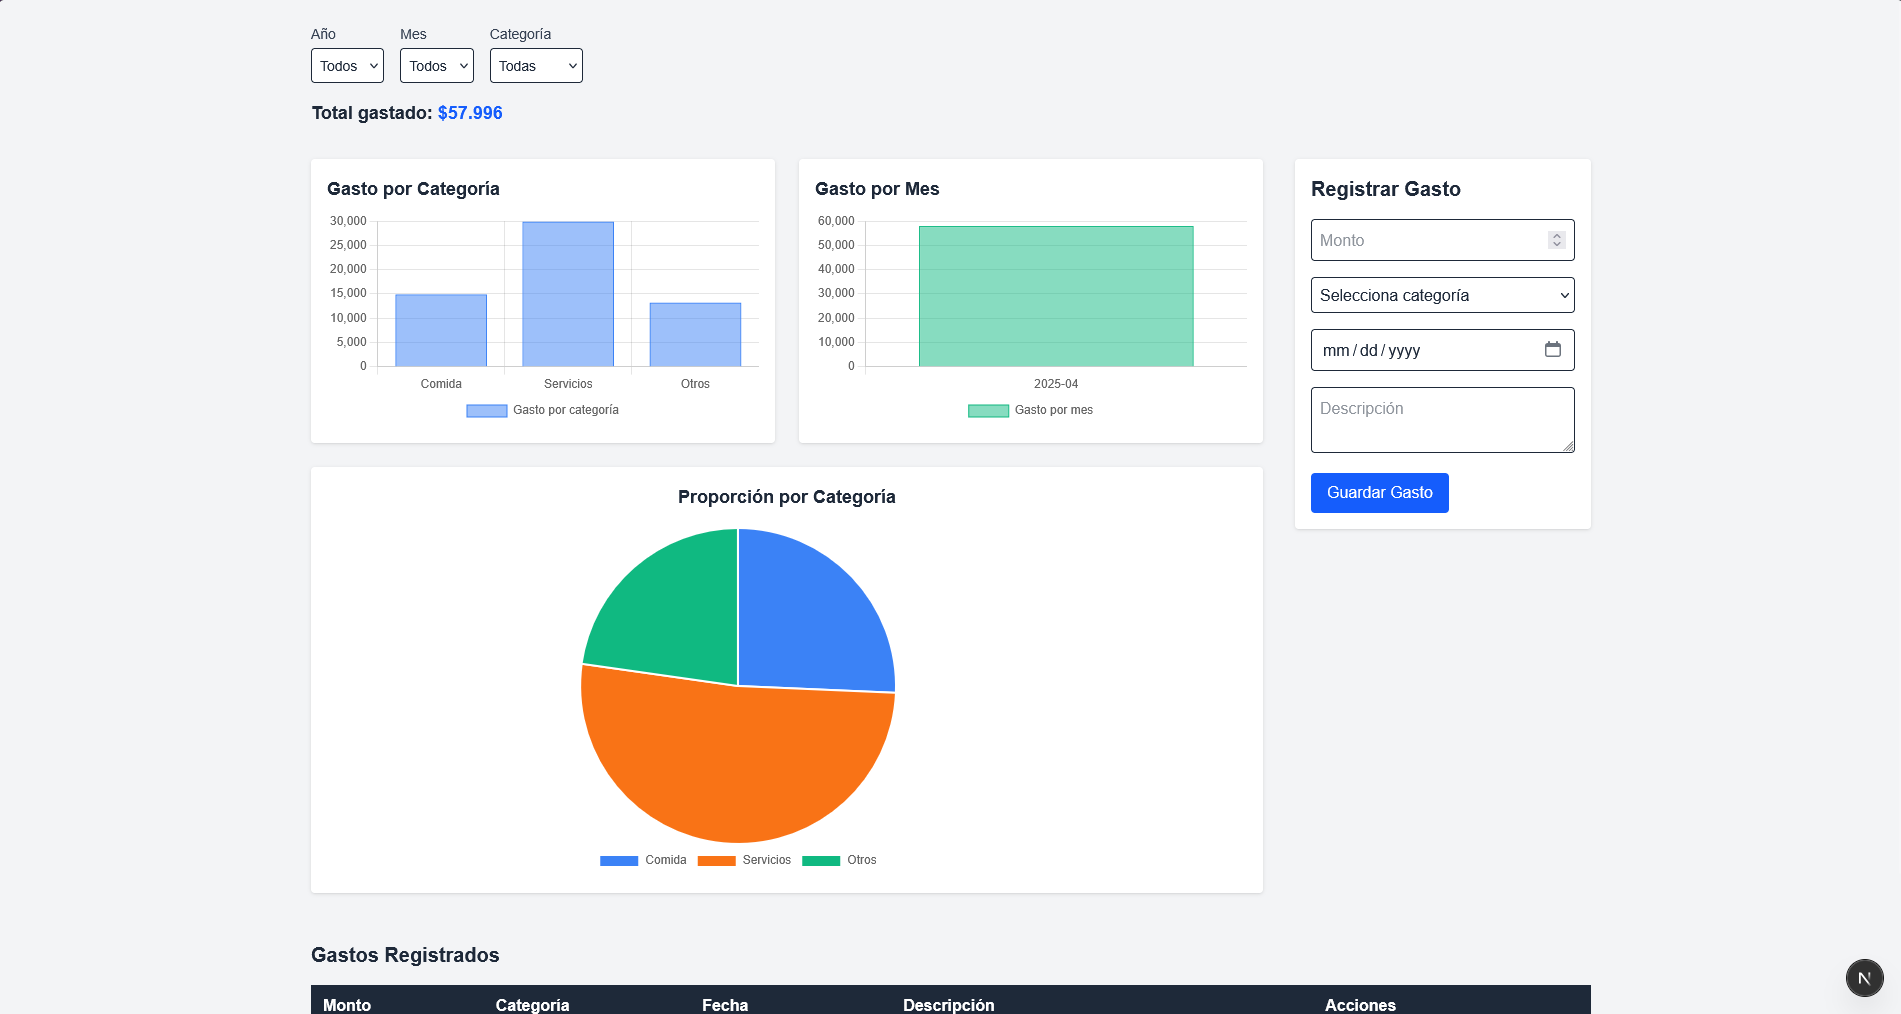 Año Mes Categoría
Todos Todos Todas
Total gastado: $57.996
Gasto por Categoría
30,000
25,000
20,000
15,000
10,000
5,000
0
Comida Servicios Otros
Gasto por categoría
Gasto por Mes
60,000
50,000
40,000
30,000
20,000
10,000
0
2025-04
Gasto por mes
Registrar Gasto
Monto
Selecciona categoría
mm/dd/yyyy
Descripción
Guardar Gasto
Proporción por Categoría
Comida Servicios Otros
Gastos Registrados
Monto Categoría Fecha Descripción Acciones
N